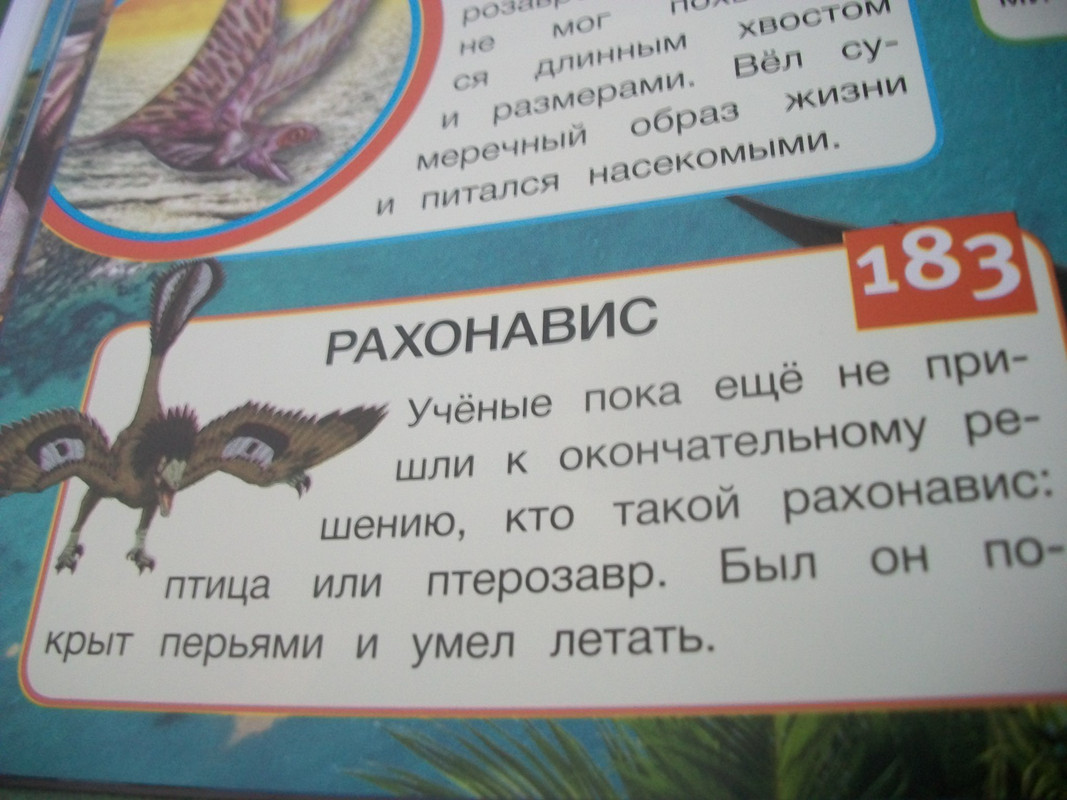 не мог
ся длинным хвостом
и размерами. Вёл су-
меречный образ жизни
и питался насекомыми.
183
РАХОНАВИС
Учёные пока ещё не при-
шли к окончательному ре-
шению, кто такой рахонавис:
птица или птерозавр. Был он по-
крыт перьями и умел летать.